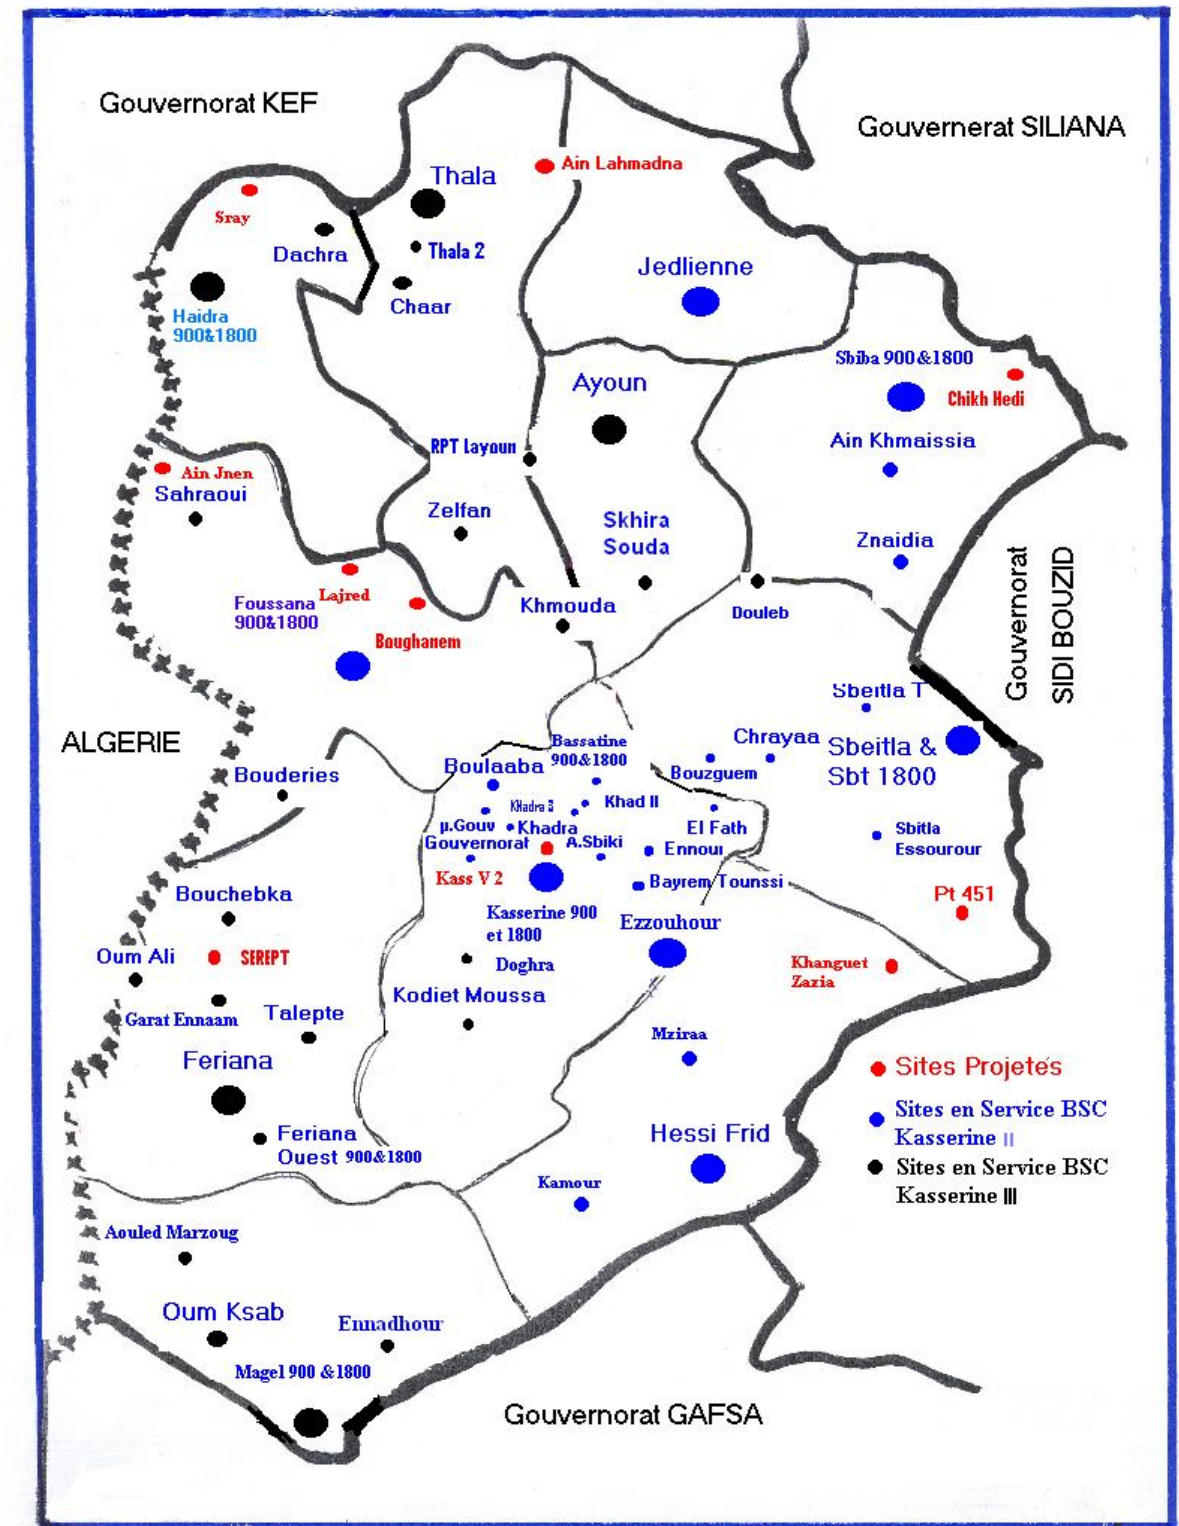 Gouvernorat KEF
Gouvernerat SILIANA
Ain Lahmadna
Thala
Sray
Dachra
Thala 2
Jedlienne
Chaar
Haidra
900&1800
Sbiba 900&1800
Ayoun
Chikh Hedi
RPT Layoun
Ain Khmaissia
Ain Jnen
Sahraoui
Zelfan
Skhira
Souda
Znaidia
Gouvernorat
SIDI BOUZID
Lajred
Foussana
900&1800
Khmouda
Douleb
Boughanem
Sbeitla T
ALGERIE
Bassatine
900&1800
Chrayaa
Sbeitla &
Sbt 1800
Bouderies
Boulaaba
Bouzguem
Khadra 3
Khad II
µ.Gouv
Khadra
El Fath
Sbitla
Essourour
Gouvernorat
A.Sbiki
Ennour
Kass V 2
Bayrem Tounssi
Bouchebka
Pt 451
Kasserine 900
et 1800
Ezzouhour
Oum Ali
SEREPT
Doghra
Khanguet
Zazia
Kodiet Moussa
Garat Ennaam
Talepte
Mziraa
Feriana
Sites Projetés
Sites en Service BSC
Kasserine II
Hessi Frid
Feriana
Ouest 900&1800
Sites en Service BSC
Kasserine III
Kamour
Aouled Marzoug
Oum Ksab
Ennadhour
Magel 900 &1800
Gouvernorat GAFSA